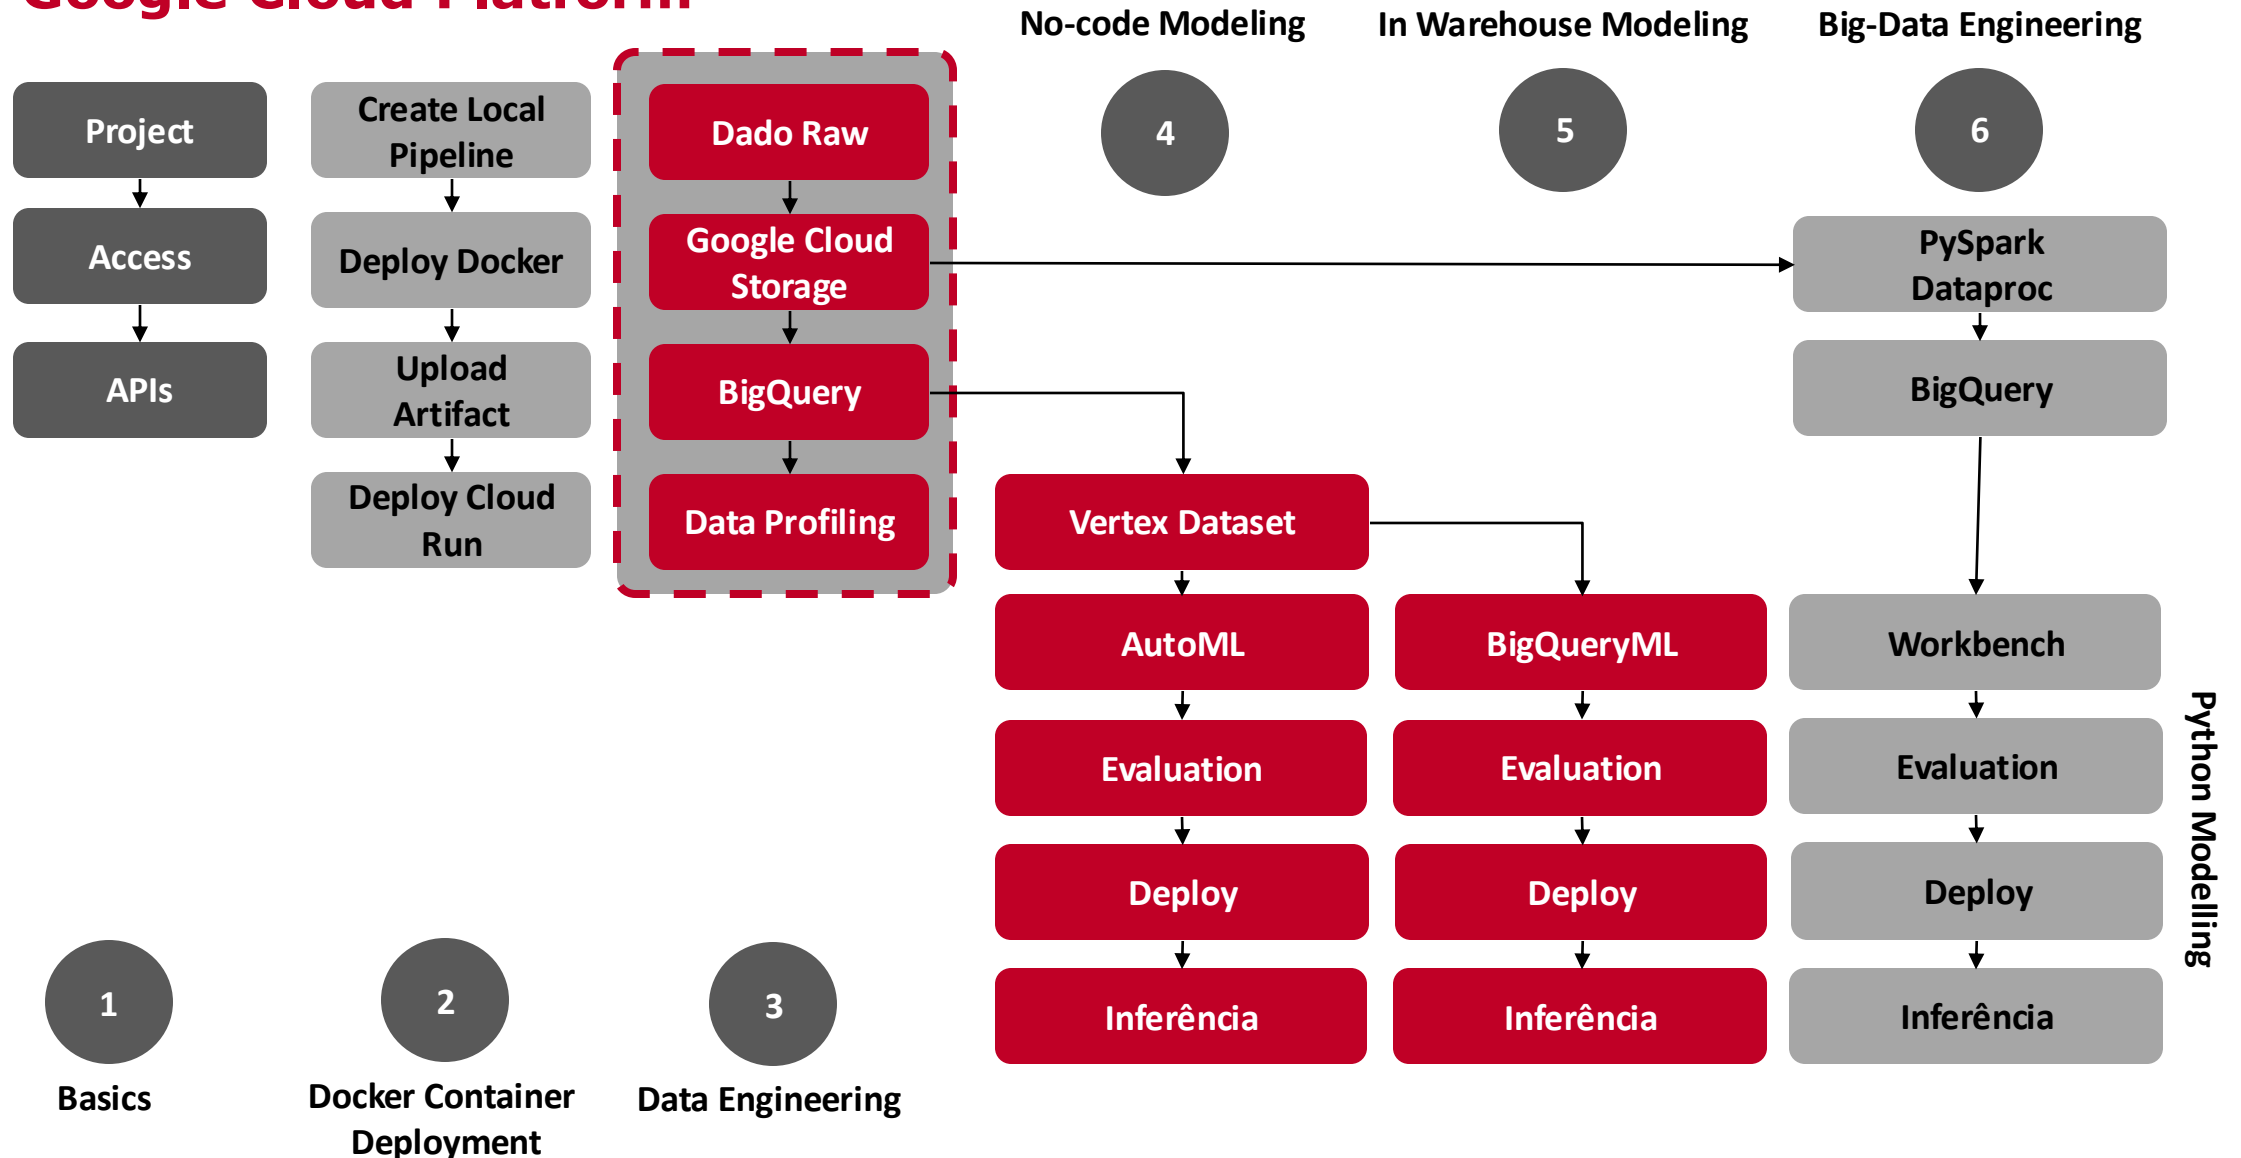 Google Cloud Platform
No-code Modeling
In Warehouse Modeling
Big-Data Engineering
4
5
6
Project
Access
APIs
Create Local
Pipeline
Deploy Docker
Upload
Artifact
Deploy Cloud
Run
Dado Raw
Google Cloud
Storage
BigQuery
Data Profiling
Vertex Dataset
AutoML
Evaluation
Deploy
Inferência
BigQueryML
Evaluation
Deploy
Inferência
PySpark
Dataproc
BigQuery
Workbench
Evaluation
Deploy
Inferência
Python Modelling
1
2
3
Basics
Docker Container
Deployment
Data Engineering